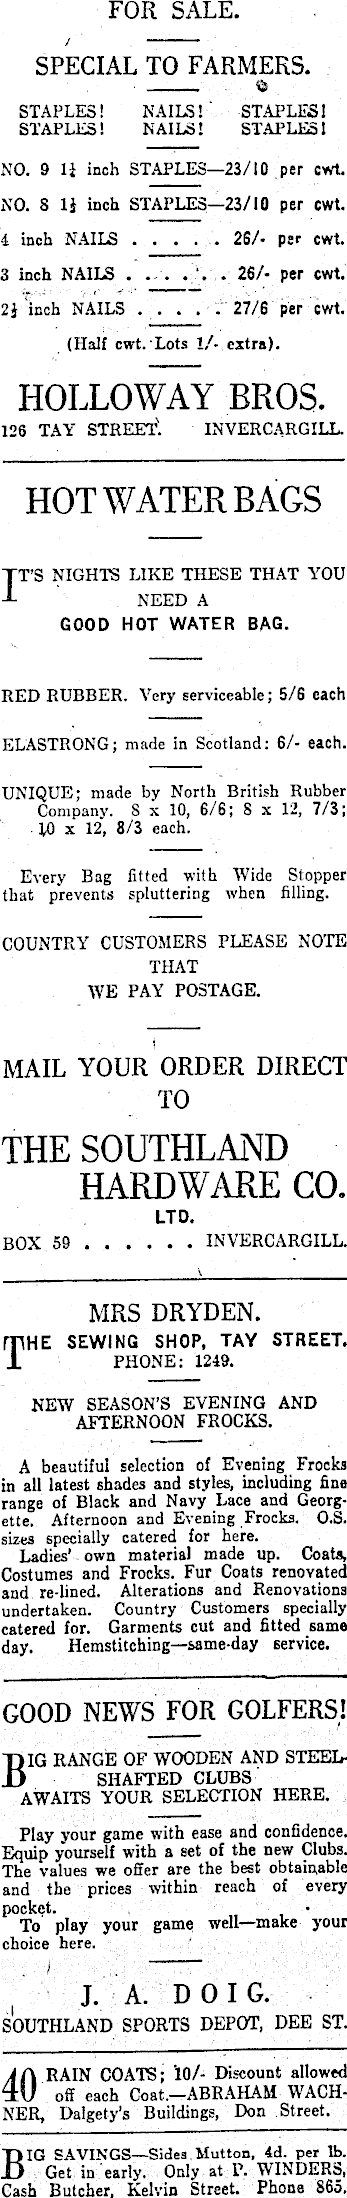 FOR SALE.
SPECIAL TO FARMERS.
STAPLES! NAILS! STAPLES!
STAPLES! NAILS! STAPLES!
NO. 9 1¼ inch STAPLES—23/10 per cwt.
NO. 8 1½ inch STAPLES—23/10 per cwt.
4 inch NAILS . . . . . 26/- per cwt.
3 inch NAILS . . . . . . 26/- per cwt.
2½ inch NAILS . . . . . 27/6 per cwt.
(Half cwt. Lots 1/- extra).
HOLLOWAY BROS.
126 TAY STREET. INVERCARGILL.
HOT WATER BAGS
IT'S NIGHTS LIKE THESE THAT YOU
NEED A
GOOD HOT WATER BAG.
RED RUBBER. Very serviceable; 5/6 each
ELASTRONG; made in Scotland: 6/- each.
UNIQUE; made by North British Rubber
Company. 8 x 10, 6/6; 8 x 12, 7/3;
10 x 12, 8/3 each.
Every Bag fitted with Wide Stopper
that prevents spluttering when filling.
COUNTRY CUSTOMERS PLEASE NOTE
THAT
WE PAY POSTAGE.
MAIL YOUR ORDER DIRECT
TO
THE SOUTHLAND
HARDWARE CO.
LTD.
BOX 59 . . . . . . INVERCARGILL.
MRS DRYDEN.
THE SEWING SHOP, TAY STREET.
PHONE: 1249.
NEW SEASON'S EVENING AND
AFTERNOON FROCKS.
A beautiful selection of Evening Frocks
in all latest shades and styles, including fine
range of Black and Navy Lace and Georg-
ette. Afternoon and Evening Frocks. O.S.
sizes specially catered for here.
Ladies' own material made up. Coats,
Costumes and Frocks. Fur Coats renovated
and re-lined. Alterations and Renovations
undertaken. Country Customers specially
catered for. Garments cut and fitted same
day. Hemstitching—same-day service.
GOOD NEWS FOR GOLFERS!
BIG RANGE OF WOODEN AND STEEL-
SHAFTED CLUBS
AWAITS YOUR SELECTION HERE.
Play your game with ease and confidence.
Equip yourself with a set of the new Clubs.
The values we offer are the best obtainable
and the prices within reach of every
pocket.
To play your game well—make your
choice here.
J. A. DOIG.
SOUTHLAND SPORTS DEPOT, DEE ST.
40 RAIN COATS; 10/- Discount allowed
off each Coat.—ABRAHAM WACH-
NER, Dalgety's Buildings, Don Street.
BIG SAVINGS—Sides Mutton, 4d. per lb.
Get in early. Only at P. WINDERS,
Cash Butcher, Kelvin Street. Phone 865.